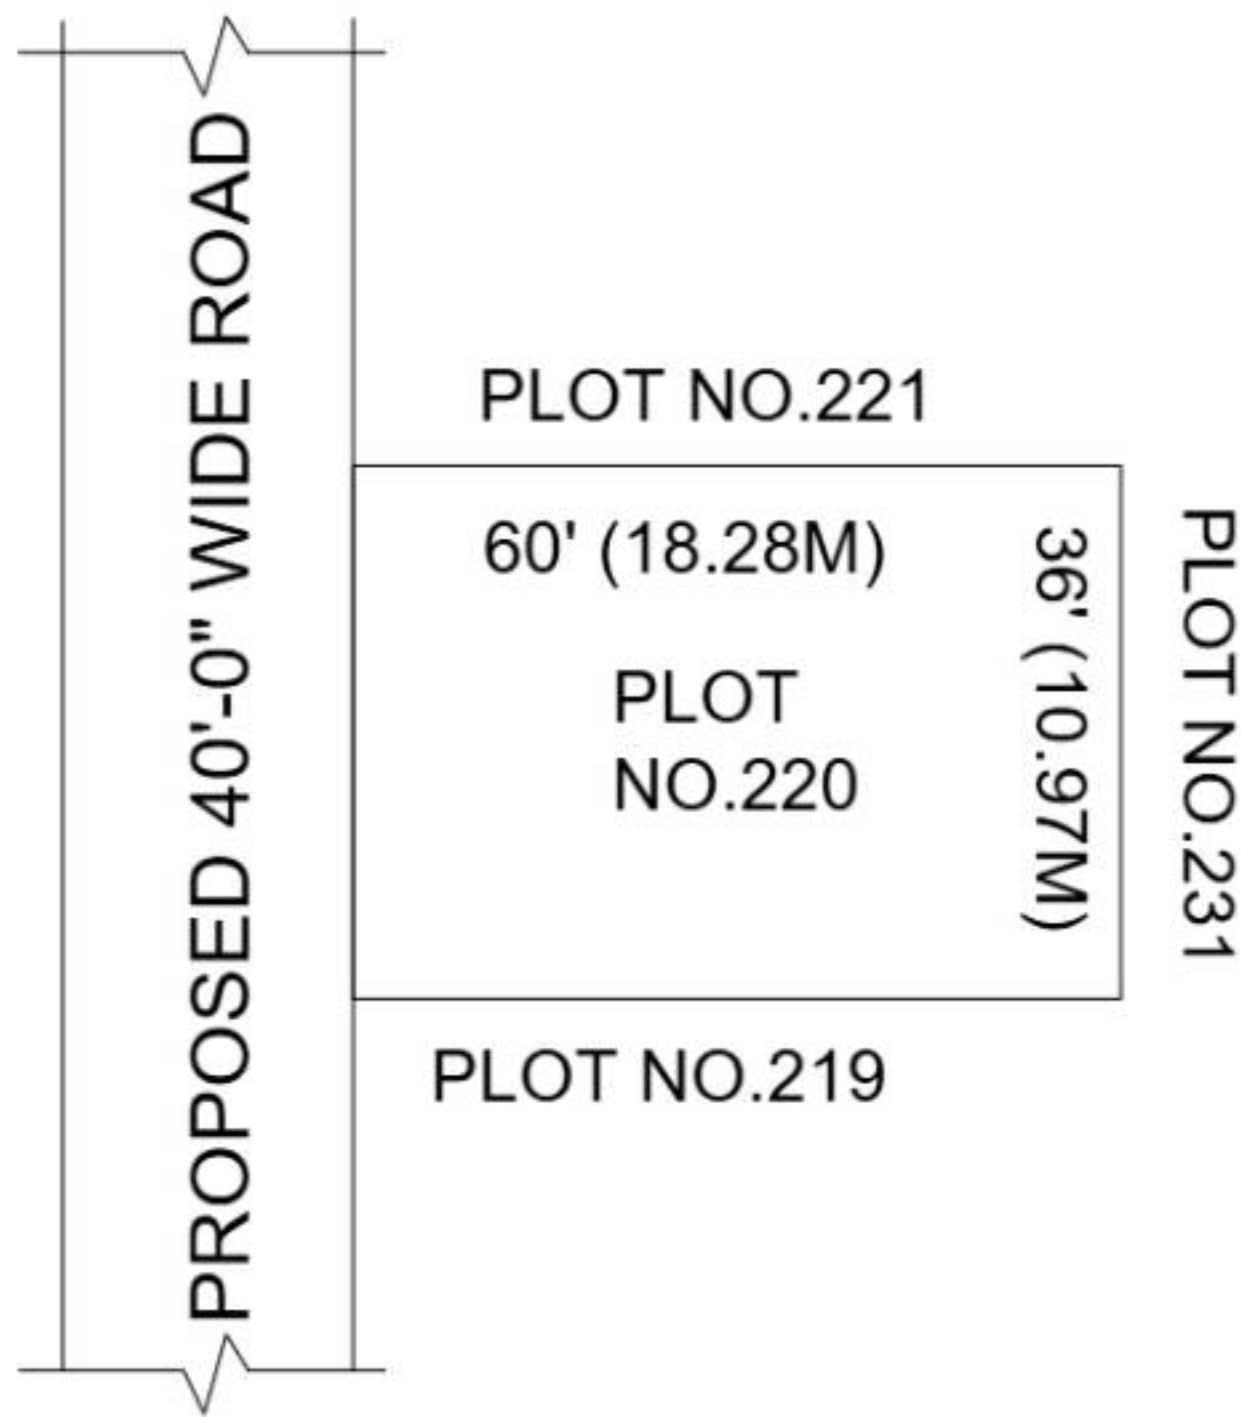 PROPOSED 40'-0" WIDE ROAD
PLOT NO.221
60' (18.28M)
36' (10.97M)
PLOT
NO.220
PLOT NO.231
PLOT NO.219